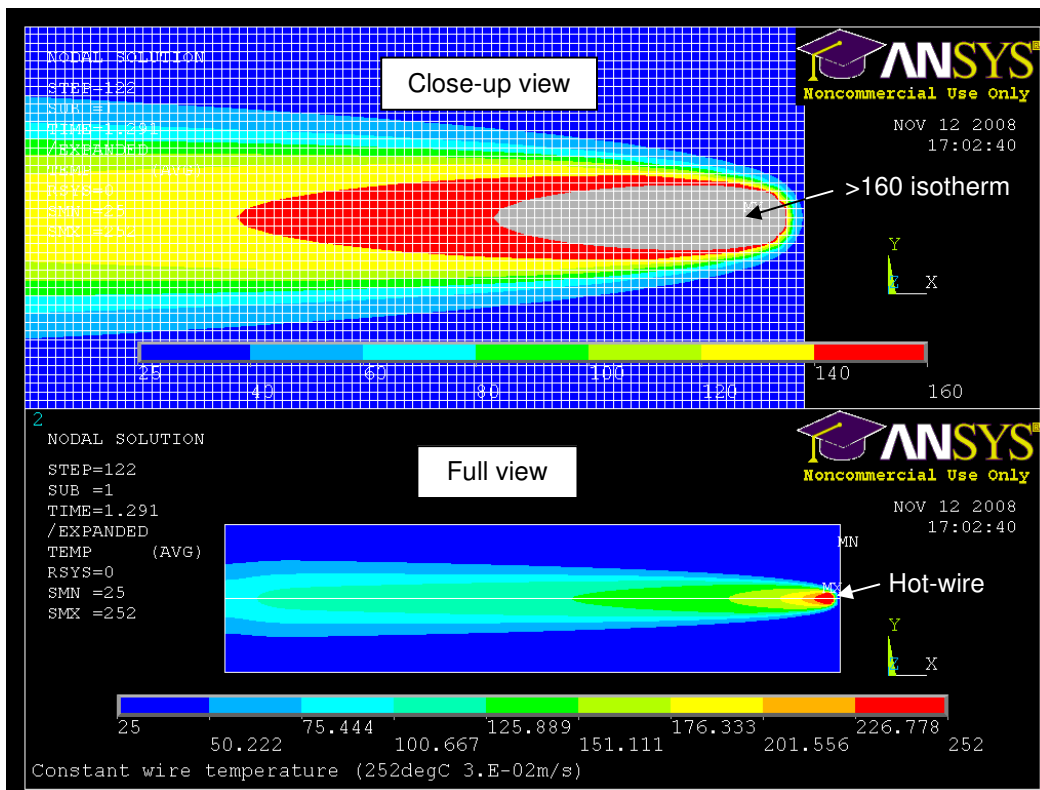 NODAL SOLUTION
STEP=122
SUB =1
TIME=1.291
/EXPANDED
TEMP (AVG)
RSYS=0
SMN =25
SMX =252
Close-up view
ANSYS®
Noncommercial Use Only
NOV 12 2008
17:02:40
>160 isotherm
MX
Y
Z X
25 60 100 140
40 80 120 160
2
NODAL SOLUTION
STEP=122
SUB =1
TIME=1.291
/EXPANDED
TEMP (AVG)
RSYS=0
SMN =25
SMX =252
Full view
ANSYS®
Noncommercial Use Only
NOV 12 2008
17:02:40
MN
MX
Hot-wire
Y
Z X
25 75.444 125.889 176.333 226.778
50.222 100.667 151.111 201.556 252
Constant wire temperature (252degC 3.E-02m/s)